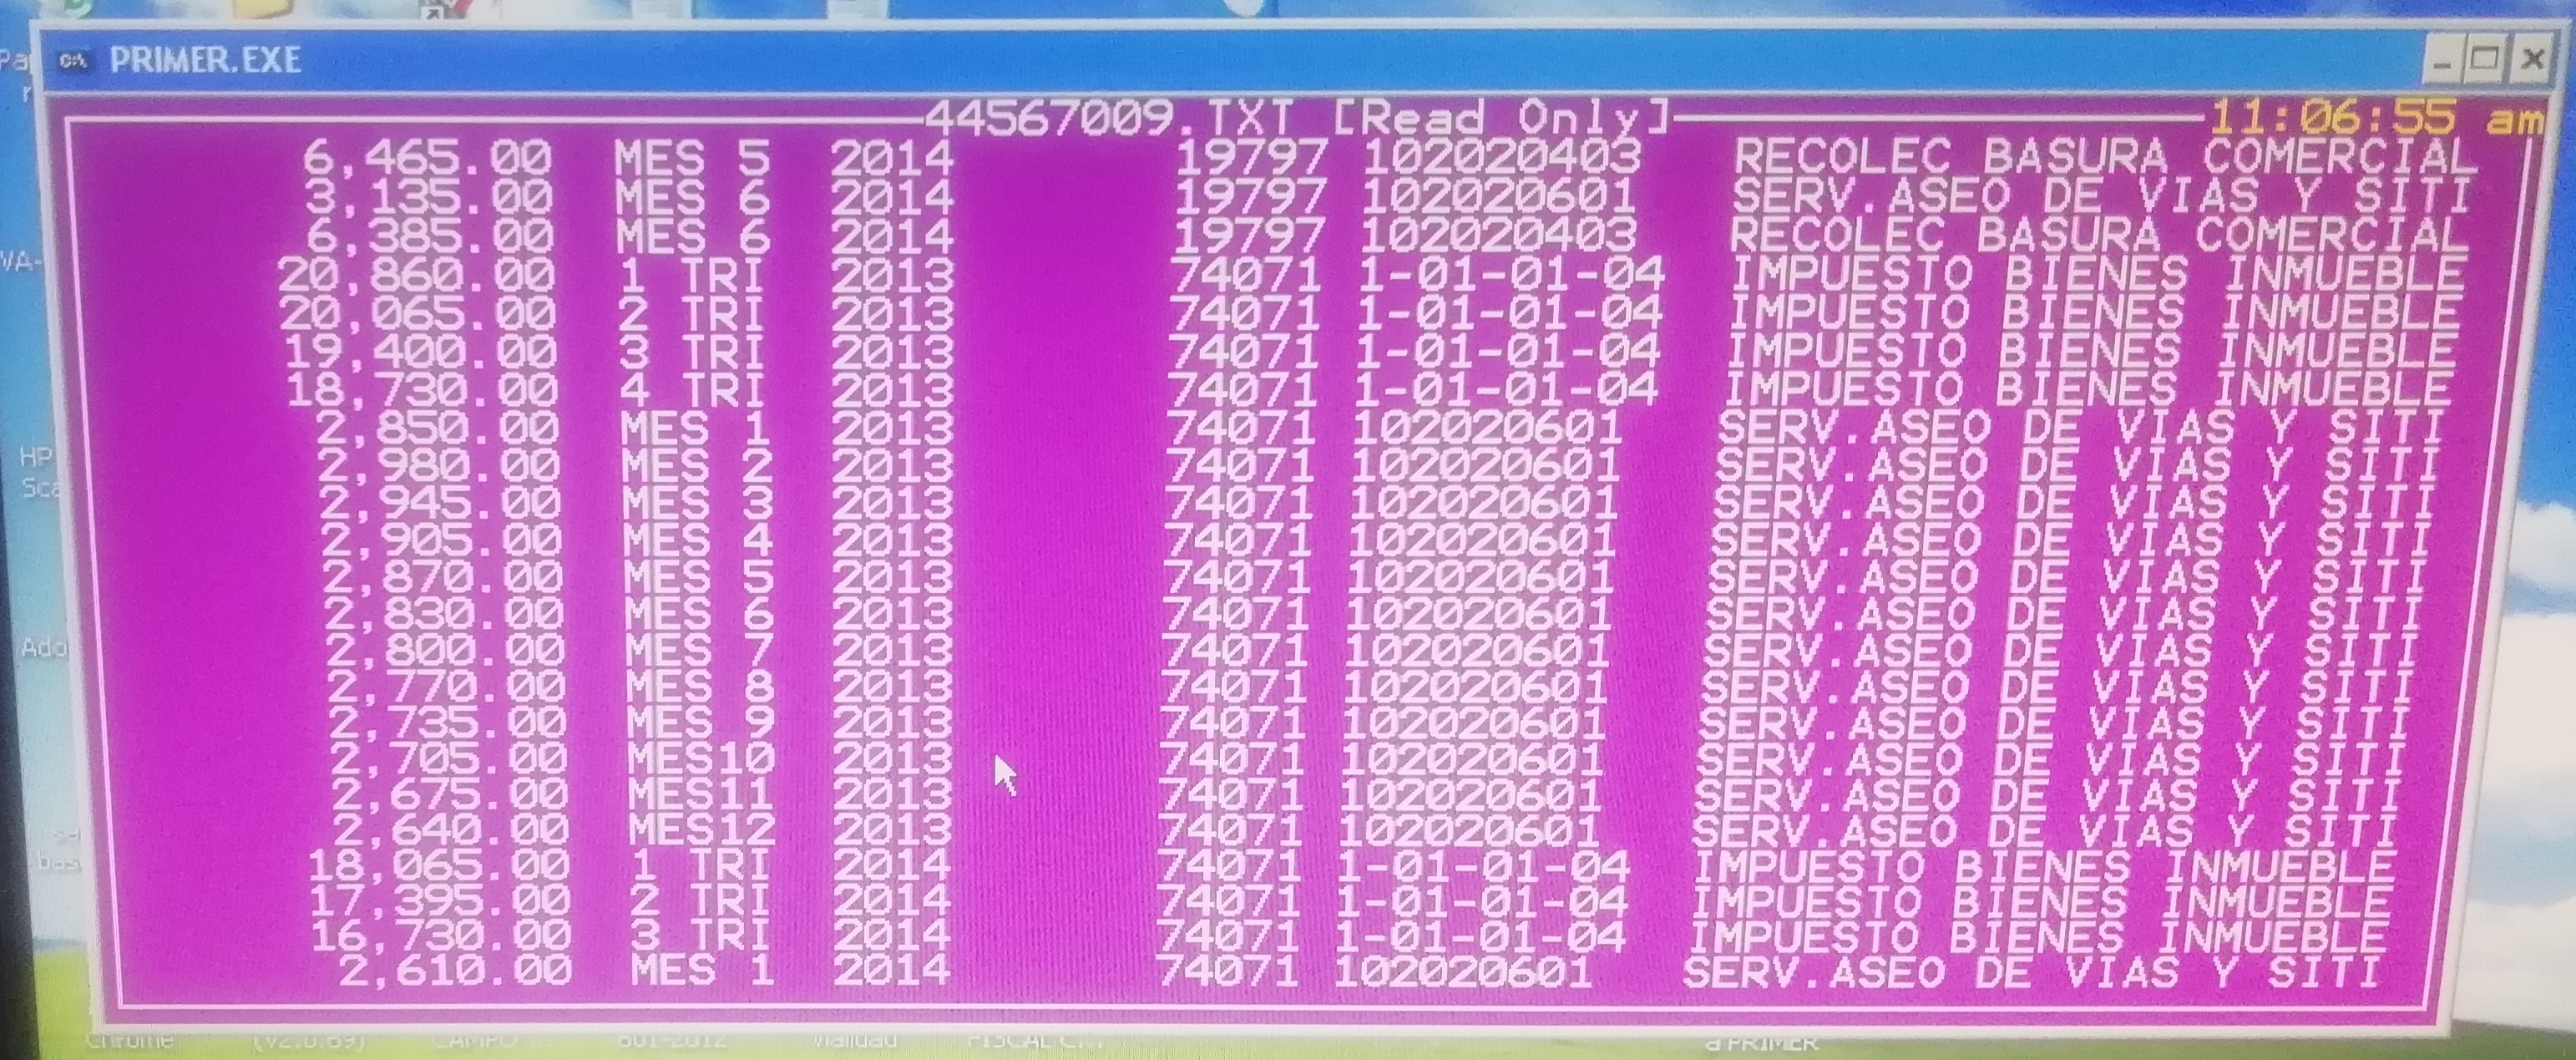 PRIMER.EXE
44567009.TXT [Read Only] 11:06:55 am
6,465.00 MES 5 2014 19797 102020403 RECOLEC BASURA COMERCIAL
3,135.00 MES 6 2014 19797 102020601 SERV.ASEO DE VIAS Y SITI
6,385.00 MES 6 2014 19797 102020403 RECOLEC BASURA COMERCIAL
20,860.00 1 TRI 2013 74071 1-01-01-04 IMPUESTO BIENES INMUEBLE
20,065.00 2 TRI 2013 74071 1-01-01-04 IMPUESTO BIENES INMUEBLE
19,400.00 3 TRI 2013 74071 1-01-01-04 IMPUESTO BIENES INMUEBLE
18,730.00 4 TRI 2013 74071 1-01-01-04 IMPUESTO BIENES INMUEBLE
2,850.00 MES 1 2013 74071 102020601 SERV.ASEO DE VIAS Y SITI
2,980.00 MES 2 2013 74071 102020601 SERV.ASEO DE VIAS Y SITI
2,945.00 MES 3 2013 74071 102020601 SERV.ASEO DE VIAS Y SITI
2,905.00 MES 4 2013 74071 102020601 SERV.ASEO DE VIAS Y SITI
2,870.00 MES 5 2013 74071 102020601 SERV.ASEO DE VIAS Y SITI
2,830.00 MES 6 2013 74071 102020601 SERV.ASEO DE VIAS Y SITI
2,800.00 MES 7 2013 74071 102020601 SERV.ASEO DE VIAS Y SITI
2,770.00 MES 8 2013 74071 102020601 SERV.ASEO DE VIAS Y SITI
2,735.00 MES 9 2013 74071 102020601 SERV.ASEO DE VIAS Y SITI
2,705.00 MES10 2013 74071 102020601 SERV.ASEO DE VIAS Y SITI
2,675.00 MES11 2013 74071 102020601 SERV.ASEO DE VIAS Y SITI
2,640.00 MES12 2013 74071 102020601 SERV.ASEO DE VIAS Y SITI
18,065.00 1 TRI 2014 74071 1-01-01-04 IMPUESTO BIENES INMUEBLE
17,395.00 2 TRI 2014 74071 1-01-01-04 IMPUESTO BIENES INMUEBLE
16,730.00 3 TRI 2014 74071 1-01-01-04 IMPUESTO BIENES INMUEBLE
2,610.00 MES 1 2014 74071 102020601 SERV.ASEO DE VIAS Y SITI
HP
Ado
Chrome (v2.0.69) CAMPO ... 601-2012 Vialidad FISCAL C... a PRIMER